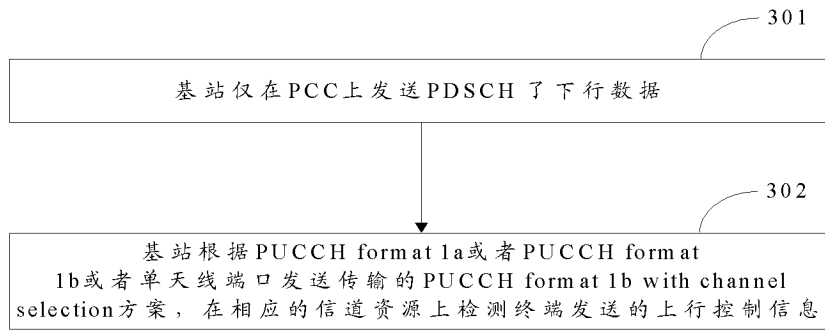 301
基站仅在PCC上发送PDSCH了下行数据
302
基站根据PUCCH format 1a或者PUCCH format
1b或者单天线端口发送传输的PUCCH format 1b with channel
selection方案，在相应的信道资源上检测终端发送的上行控制信息